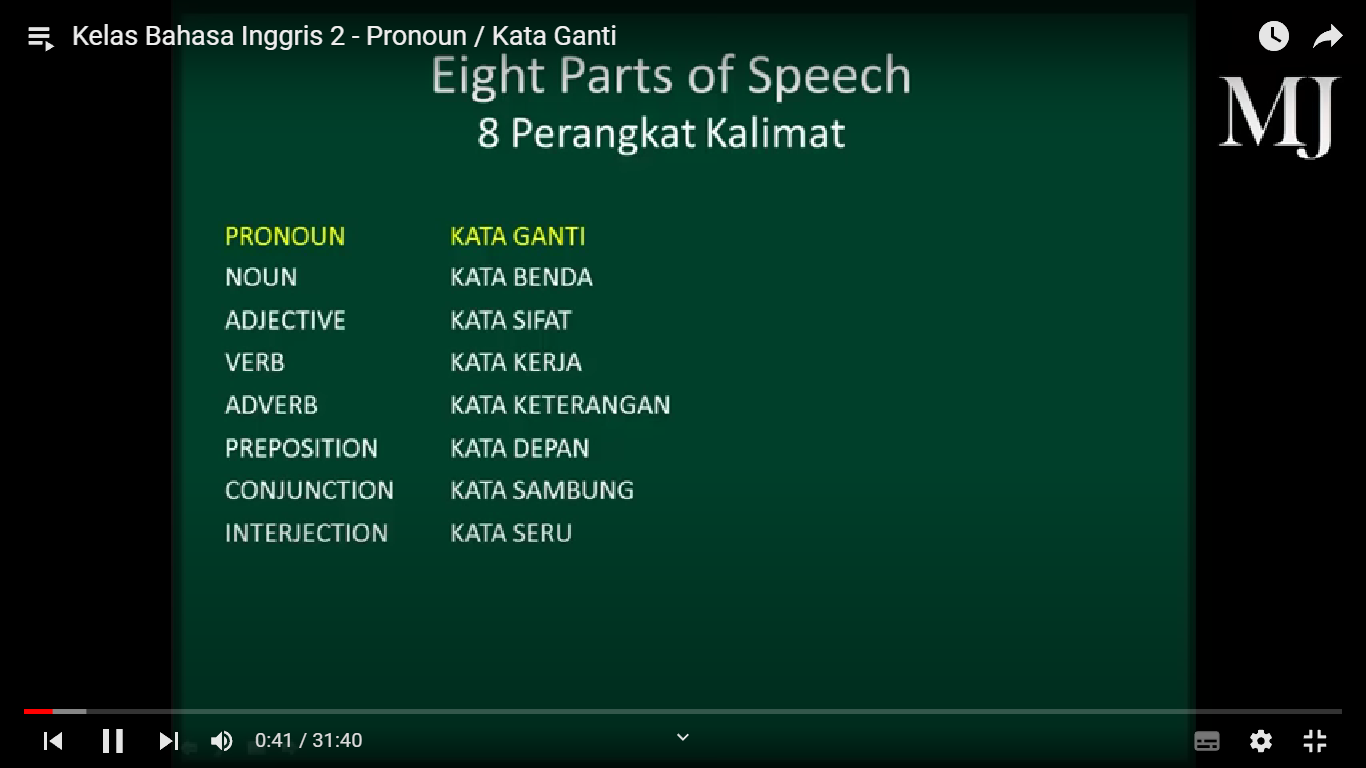 Kelas Bahasa Inggris 2 - Pronoun / Kata Ganti
Eight Parts of Speech
8 Perangkat Kalimat
MJ
PRONOUN KATA GANTI
NOUN KATA BENDA
ADJECTIVE KATA SIFAT
VERB KATA KERJA
ADVERB KATA KETERANGAN
PREPOSITION KATA DEPAN
CONJUNCTION KATA SAMBUNG
INTERJECTION KATA SERU
0:41 / 31:40